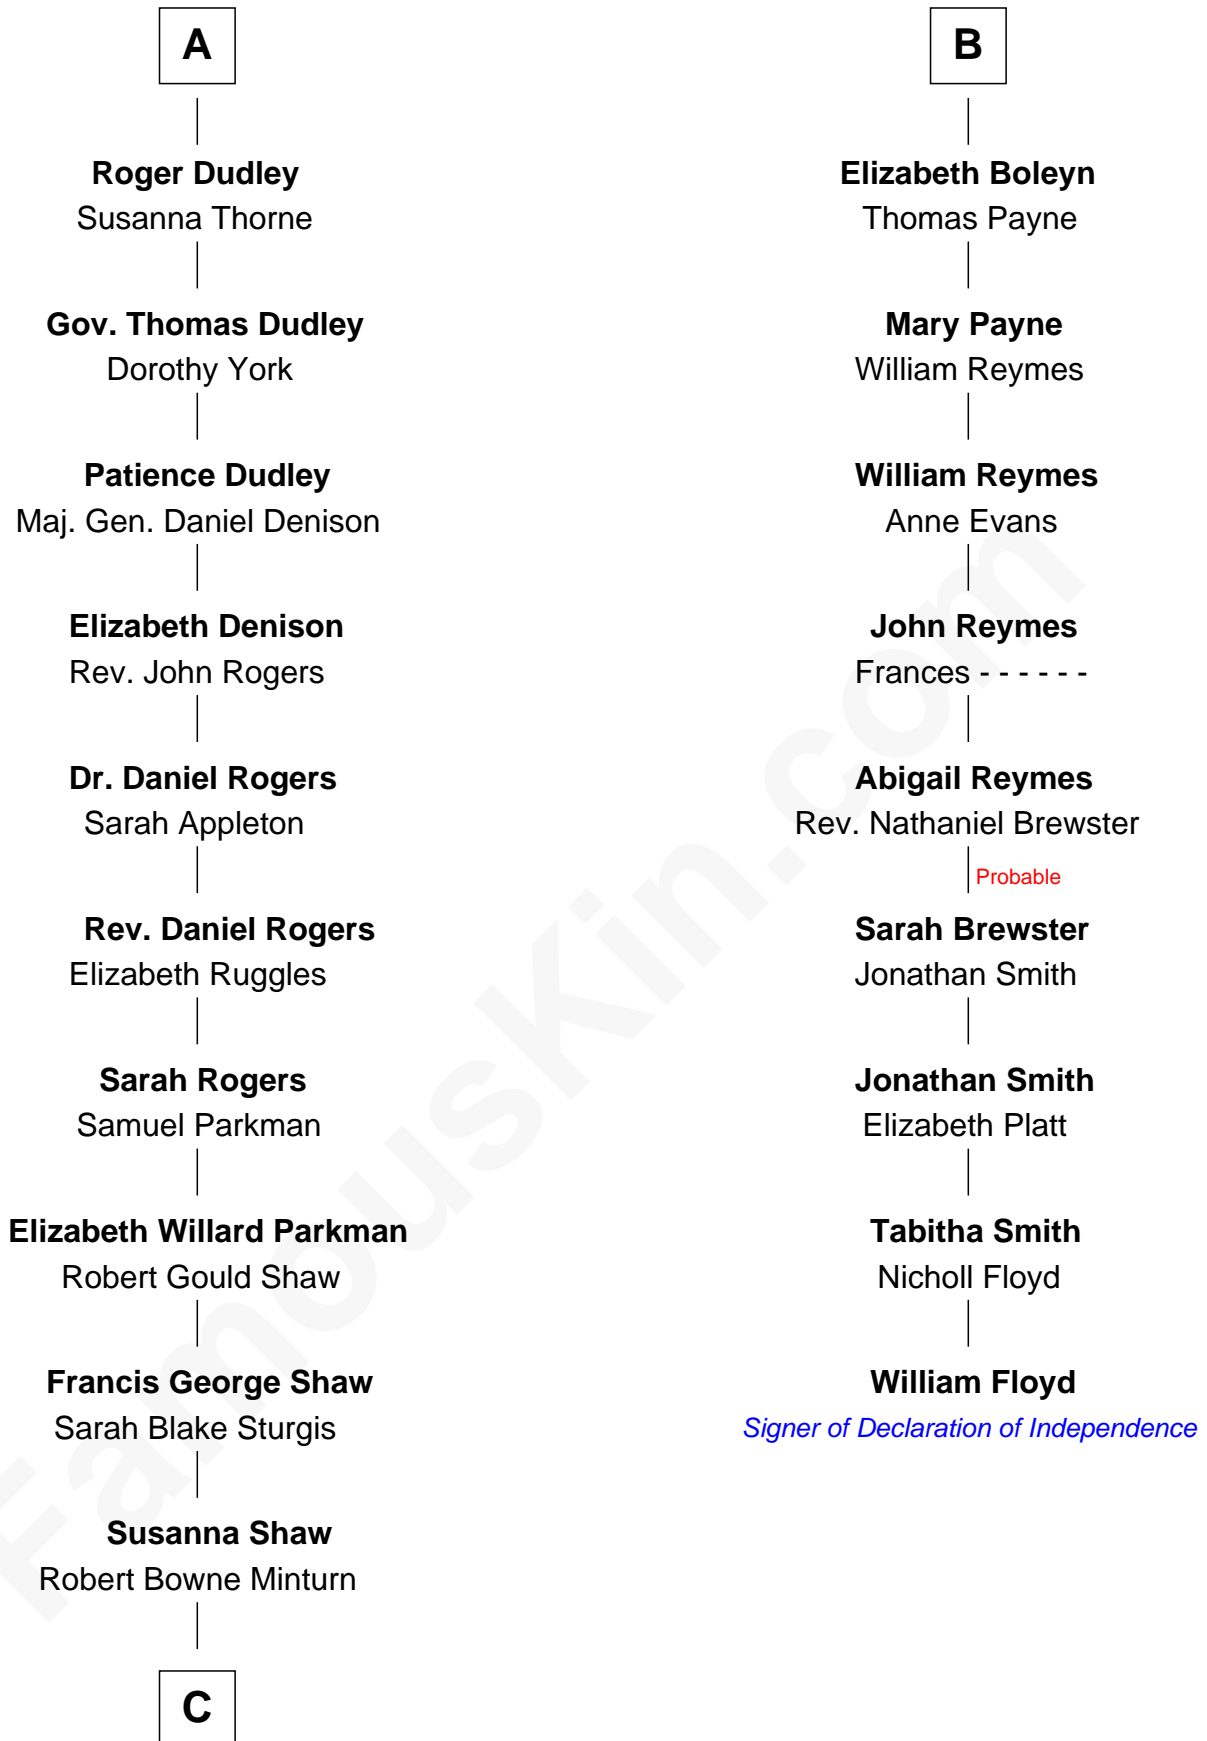 A
Roger Dudley
Susanna Thorne
Gov. Thomas Dudley
Dorothy York
Patience Dudley
Maj. Gen. Daniel Denison
Elizabeth Denison
Rev. John Rogers
Dr. Daniel Rogers
Sarah Appleton
Rev. Daniel Rogers
Elizabeth Ruggles
Sarah Rogers
Samuel Parkman
Elizabeth Willard Parkman
Robert Gould Shaw
Francis George Shaw
Sarah Blake Sturgis
Susanna Shaw
Robert Bowne Minturn
C
B
Elizabeth Boleyn
Thomas Payne
Mary Payne
William Reymes
William Reymes
Anne Evans
John Reymes
Frances - - - - - -
Abigail Reymes
Rev. Nathaniel Brewster
Probable
Sarah Brewster
Jonathan Smith
Jonathan Smith
Elizabeth Platt
Tabitha Smith
Nicholl Floyd
William Floyd
Signer of Declaration of Independence
FamousKin.com